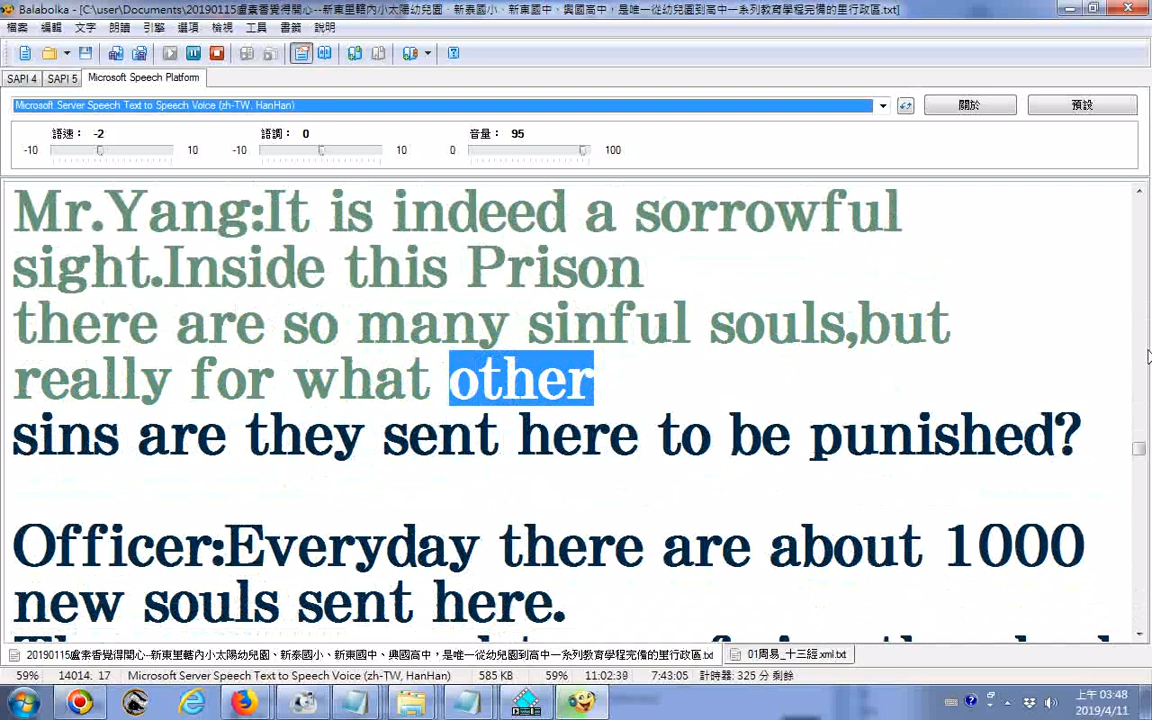 Balabolka - [C:\user\Documents\20190115盧素香覺得開心--新東里轄內小太陽幼兒園、新泰國小、新東國中、興國高中，是唯一從幼兒園到高中一系列教育學程完備的里行政區.txt]
檔案 編輯 文字 朗讀 引擎 選項 檢視 工具 書籤 說明
SAPI 4 SAPI 5 Microsoft Speech Platform
Microsoft Server Speech Text to Speech Voice (zh-TW, HanHan) 關於 預設
語速： -2 語調： 0 音量： 95
-10 10 -10 10 0 100
Mr.Yang:It is indeed a sorrowful
sight.Inside this Prison
there are so many sinful souls,but
really for what other
sins are they sent here to be punished?
Officer:Everyday there are about 1000
new souls sent here.
20190115盧素香覺得開心--新東里轄內小太陽幼兒園、新泰國小、新東國中、興國高中，是唯一從幼兒園到高中一系列教育學程完備的里行政區.txt 01周易_十三經.xml.txt
59% 14014: 17 Microsoft Server Speech Text to Speech Voice (zh-TW, HanHan) 585 KB 59% 11:02:39 7:43:05 計時器: 325 分 剩餘
上午 03:48
2019/4/11